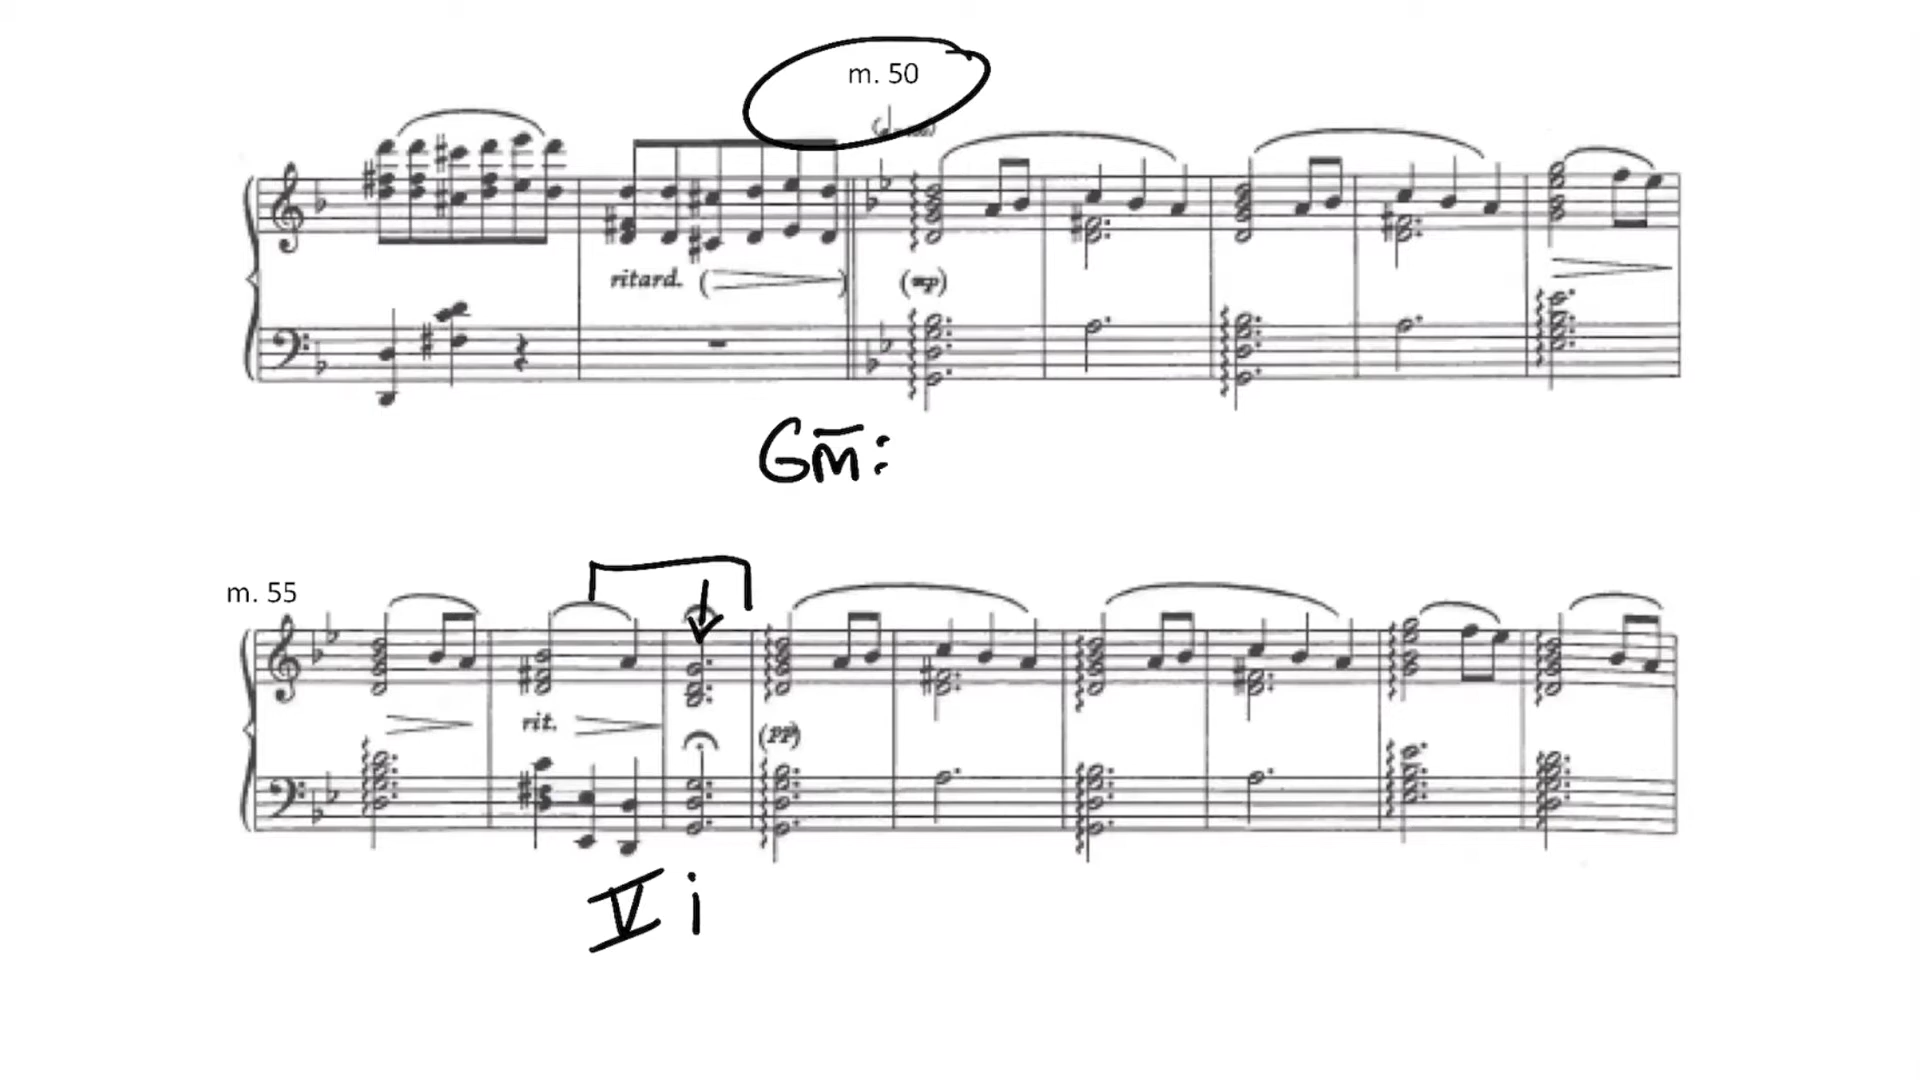 m. 50
ritard.
(mp)
Gm:
m. 55
rit.
(pp)
V i